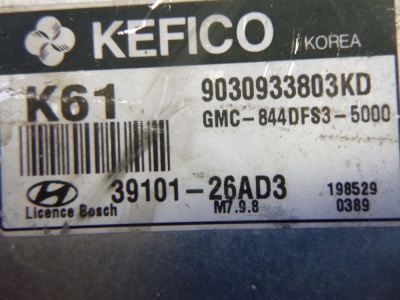 KEFICO KOREA
K61 9030933803KD
GMC-844DFS3-5000
39101-26AD3 198529
Licence Bosch M7.9.8 0389